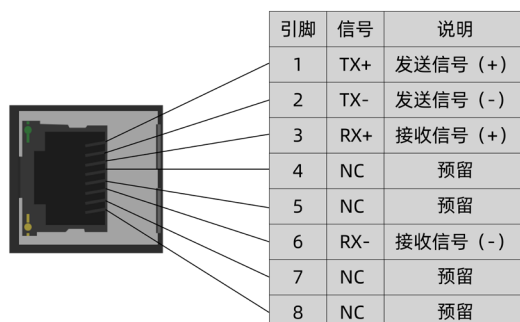 引脚 信号 说明
1 TX+ 发送信号（+）
2 TX- 发送信号（-）
3 RX+ 接收信号（+）
4 NC 预留
5 NC 预留
6 RX- 接收信号（-）
7 NC 预留
8 NC 预留